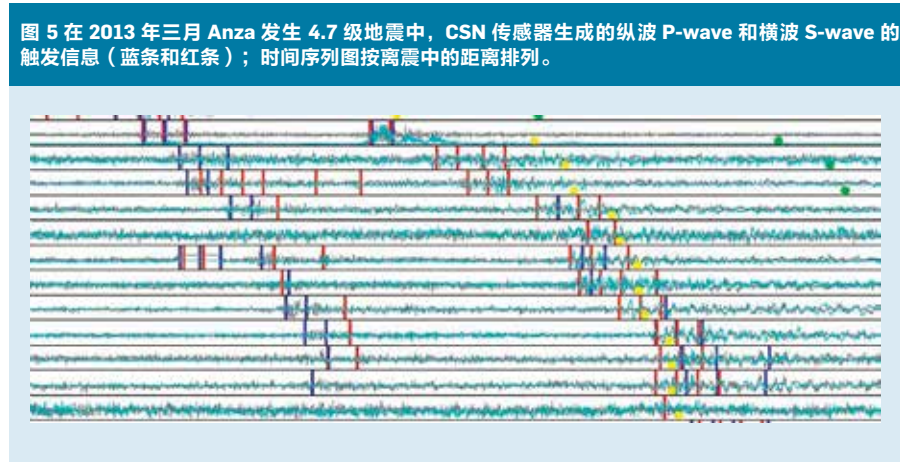 图 5 在 2013 年三月 Anza 发生 4.7 级地震中，CSN 传感器生成的纵波 P-wave 和横波 S-wave 的
触发信息（蓝条和红条）；时间序列图按离震中的距离排列。